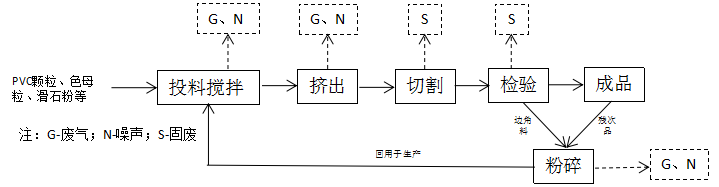 G、N
G、N
S
S
PVC颗粒、色母
粒、滑石粉等
投料搅拌
挤出
切割
检验
成品
注：G-废气；N-噪声；S-固废
边角
料
残次
品
回用于生产
粉碎
G、N